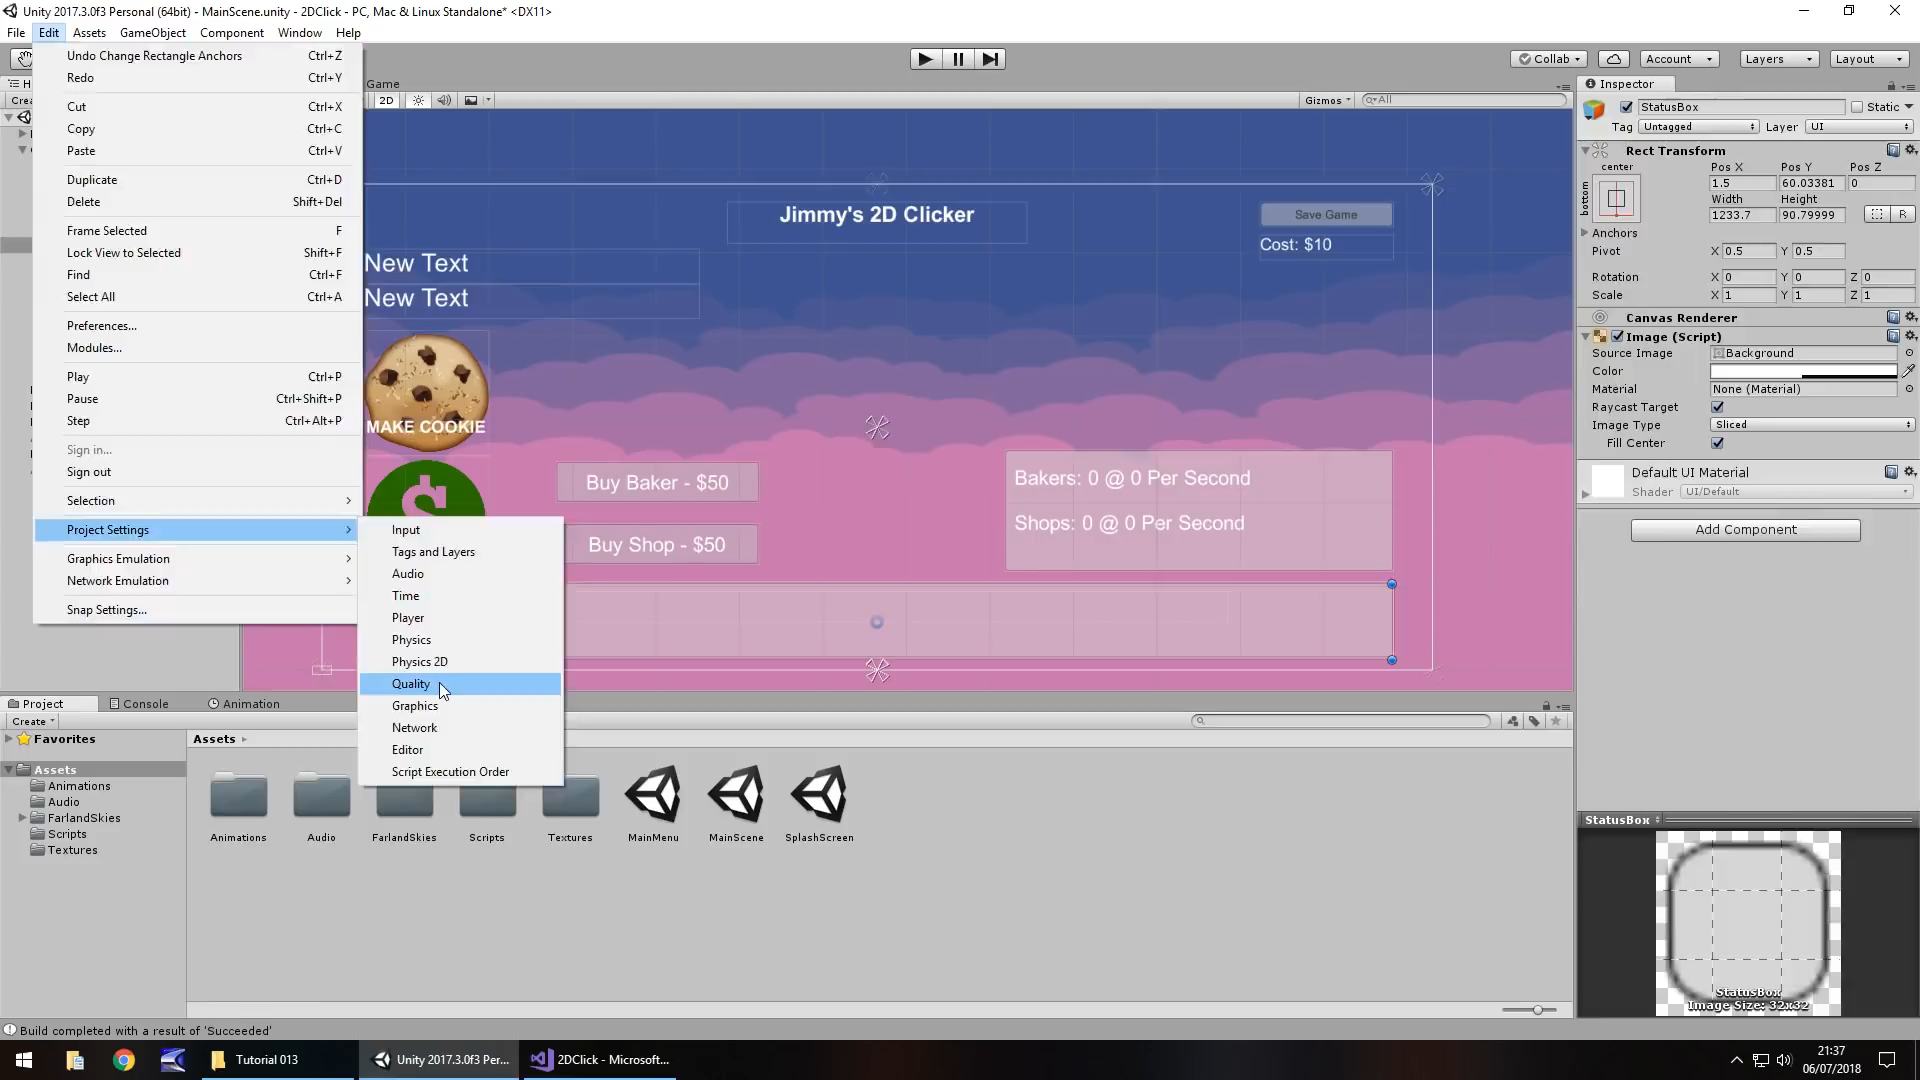 Unity 2017.3.0f3 Personal (64bit) - MainScene.unity - 2DClick - PC, Mac & Linux Standalone* <DX11>
File Edit Assets GameObject Component Window Help
Collab Account Layers Layout
Undo Change Rectangle Anchors Ctrl+Z
Redo Ctrl+Y
Cut Ctrl+X
Copy Ctrl+C
Paste Ctrl+V
Duplicate Ctrl+D
Delete Shift+Del
Frame Selected F
Lock View to Selected Shift+F
Find Ctrl+F
Select All Ctrl+A
Preferences...
Modules...
Play Ctrl+P
Pause Ctrl+Shift+P
Step Ctrl+Alt+P
Sign in...
Sign out
Selection
Project Settings
Graphics Emulation
Network Emulation
Snap Settings...
Input
Tags and Layers
Audio
Time
Player
Physics
Physics 2D
Quality
Graphics
Network
Editor
Script Execution Order
Game
2D Gizmos All
Jimmy's 2D Clicker
Save Game
Cost: $10
New Text
New Text
MAKE COOKIE
$
Buy Baker - $50
Buy Shop - $50
Bakers: 0 @ 0 Per Second
Shops: 0 @ 0 Per Second
Inspector
StatusBox Static
Tag Untagged Layer UI
Rect Transform
center Pos X Pos Y Pos Z
bottom 1.5 60.03381 0
Width Height
1233.7 90.79999 R
Anchors
Pivot X 0.5 Y 0.5
Rotation X 0 Y 0 Z 0
Scale X 1 Y 1 Z 1
Canvas Renderer
Image (Script)
Source Image Background
Color
Material None (Material)
Raycast Target
Image Type Sliced
Fill Center
Default UI Material
Shader UI/Default
Add Component
StatusBox
StatusBox
Image Size: 32x32
Project Console Animation
Create
Favorites
Assets
Animations
Audio
FarlandSkies
Scripts
Textures
Assets
Animations Audio FarlandSkies Scripts Textures MainMenu MainScene SplashScreen
Build completed with a result of 'Succeeded'
Tutorial 013 Unity 2017.3.0f3 Per... 2DClick - Microsoft...
21:37
06/07/2018